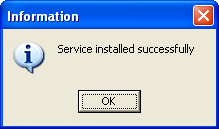 Information
Service installed successfully
OK